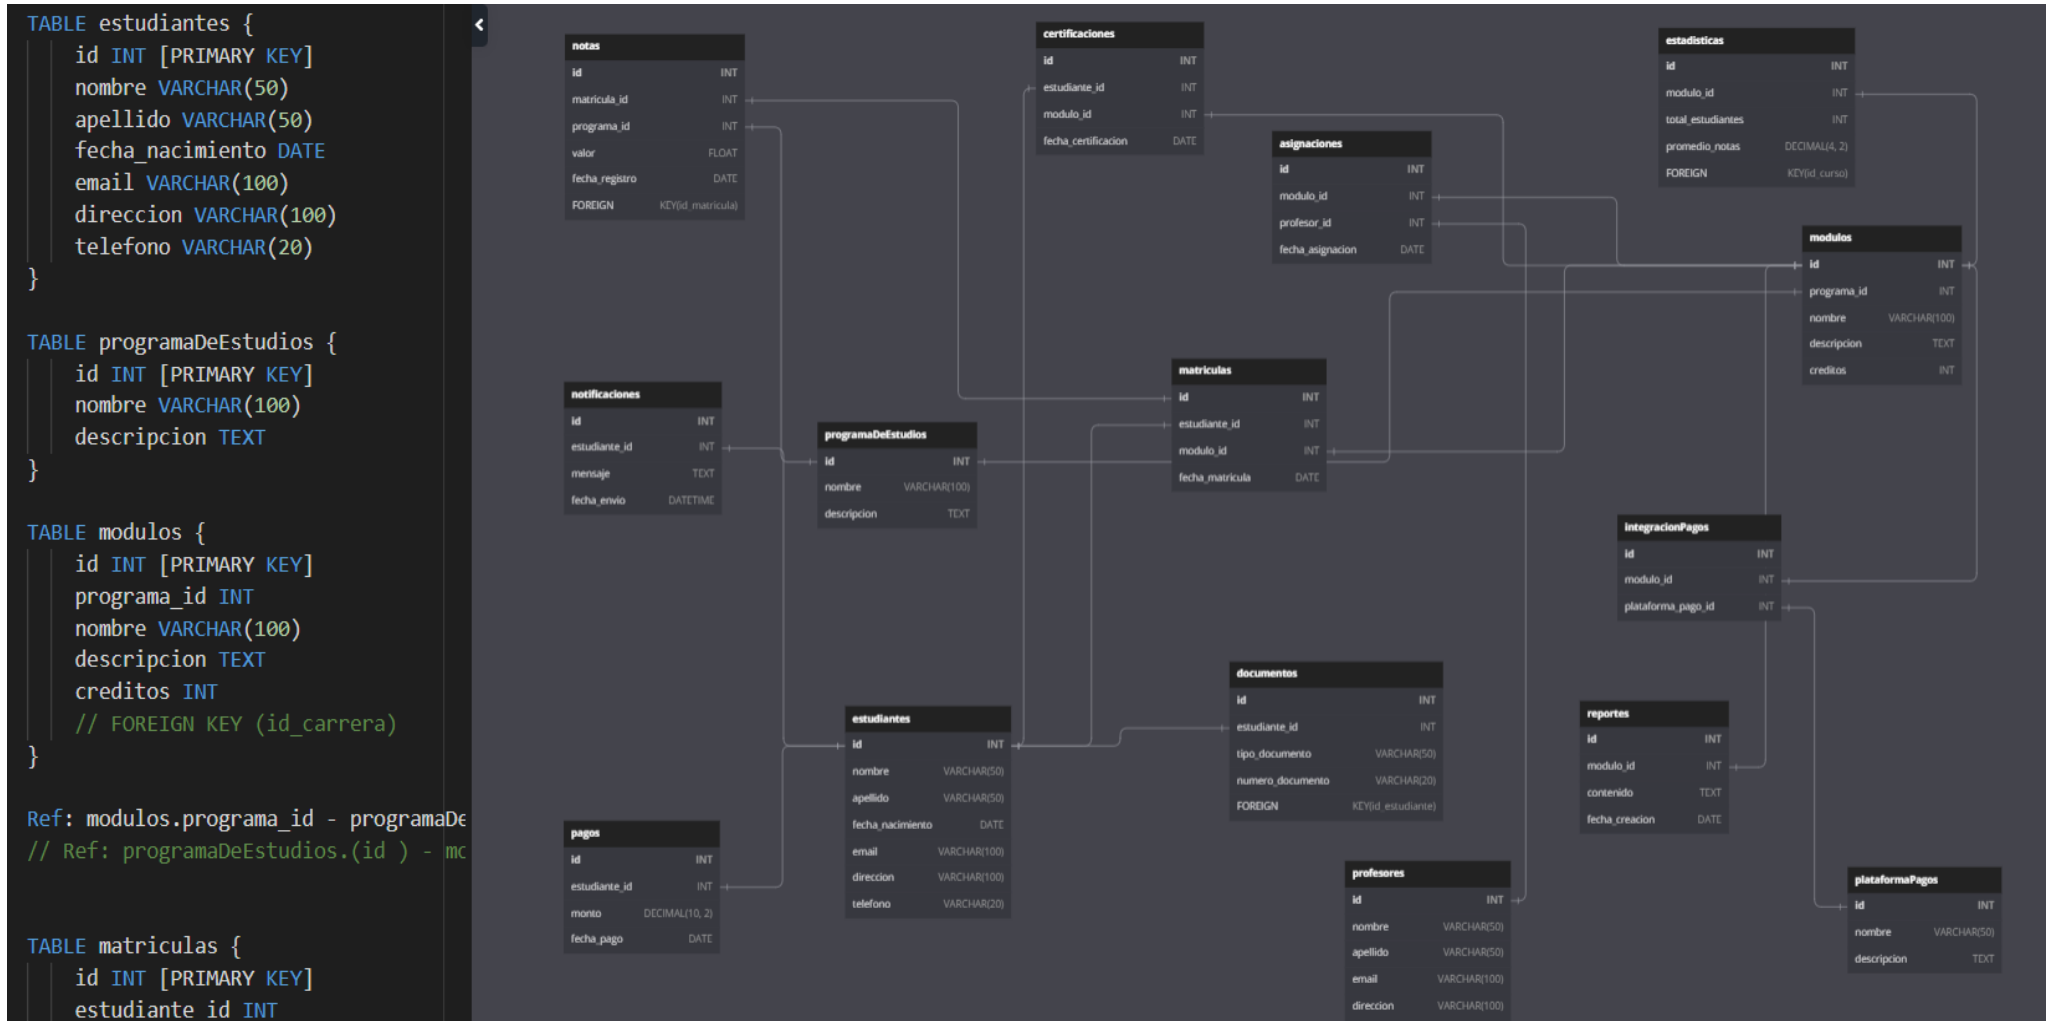 TABLE estudiantes {
id INT [PRIMARY KEY]
nombre VARCHAR(50)
apellido VARCHAR(50)
fecha_nacimiento DATE
email VARCHAR(100)
direccion VARCHAR(100)
telefono VARCHAR(20)
}
TABLE programaDeEstudios {
id INT [PRIMARY KEY]
nombre VARCHAR(100)
descripcion TEXT
}
TABLE modulos {
id INT [PRIMARY KEY]
programa_id INT
nombre VARCHAR(100)
descripcion TEXT
creditos INT
// FOREIGN KEY (id_carrera)
}
Ref: modulos.programa_id - programaDe
// Ref: programaDeEstudios.(id ) - mo
TABLE matriculas {
id INT [PRIMARY KEY]
estudiante_id INT
notas
id INT
matricula_id INT
programa_id INT
valor FLOAT
fecha_registro DATE
FOREIGN KEY(id_matricula)
certificaciones
id INT
estudiante_id INT
modulo_id INT
fecha_certificacion DATE
asignaciones
id INT
modulo_id INT
profesor_id INT
fecha_asignacion DATE
estadisticas
id INT
modulo_id INT
total_estudiantes INT
promedio_notas DECIMAL(4, 2)
FOREIGN KEY(id_curso)
modulos
id INT
programa_id INT
nombre VARCHAR(100)
descripcion TEXT
creditos INT
notificaciones
id INT
estudiante_id INT
mensaje TEXT
fecha_envio DATETIME
programaDeEstudios
id INT
nombre VARCHAR(100)
descripcion TEXT
matriculas
id INT
estudiante_id INT
modulo_id INT
fecha_matricula DATE
integracionPagos
id INT
modulo_id INT
plataforma_pago_id INT
estudiantes
id INT
nombre VARCHAR(50)
apellido VARCHAR(50)
fecha_nacimiento DATE
email VARCHAR(100)
direccion VARCHAR(100)
telefono VARCHAR(20)
documentos
id INT
estudiante_id INT
tipo_documento VARCHAR(50)
numero_documento VARCHAR(20)
FOREIGN KEY(id_estudiante)
reportes
id INT
modulo_id INT
contenido TEXT
fecha_creacion DATE
pagos
id INT
estudiante_id INT
monto DECIMAL(10, 2)
fecha_pago DATE
profesores
id INT
nombre VARCHAR(50)
apellido VARCHAR(50)
email VARCHAR(100)
direccion VARCHAR(100)
plataformaPagos
id INT
nombre VARCHAR(50)
descripcion TEXT